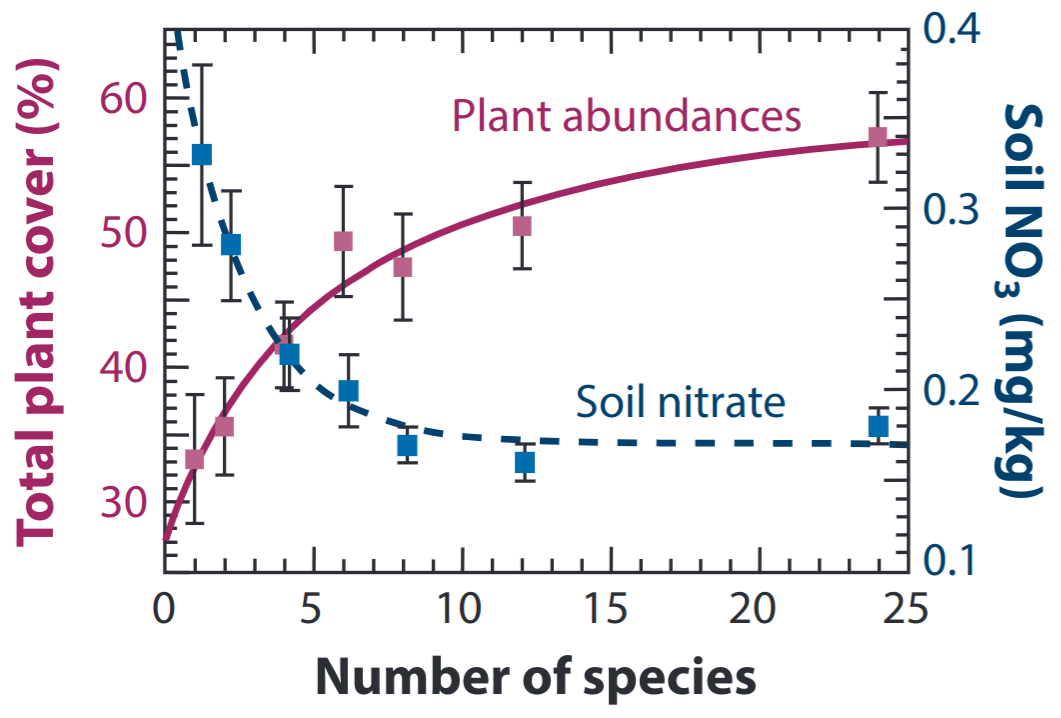 Total plant cover (%)
60
50
40
30
Plant abundances
Soil nitrate
0.4
0.3
0.2
0.1
Soil NO₃ (mg/kg)
0
5
10
15
20
25
Number of species